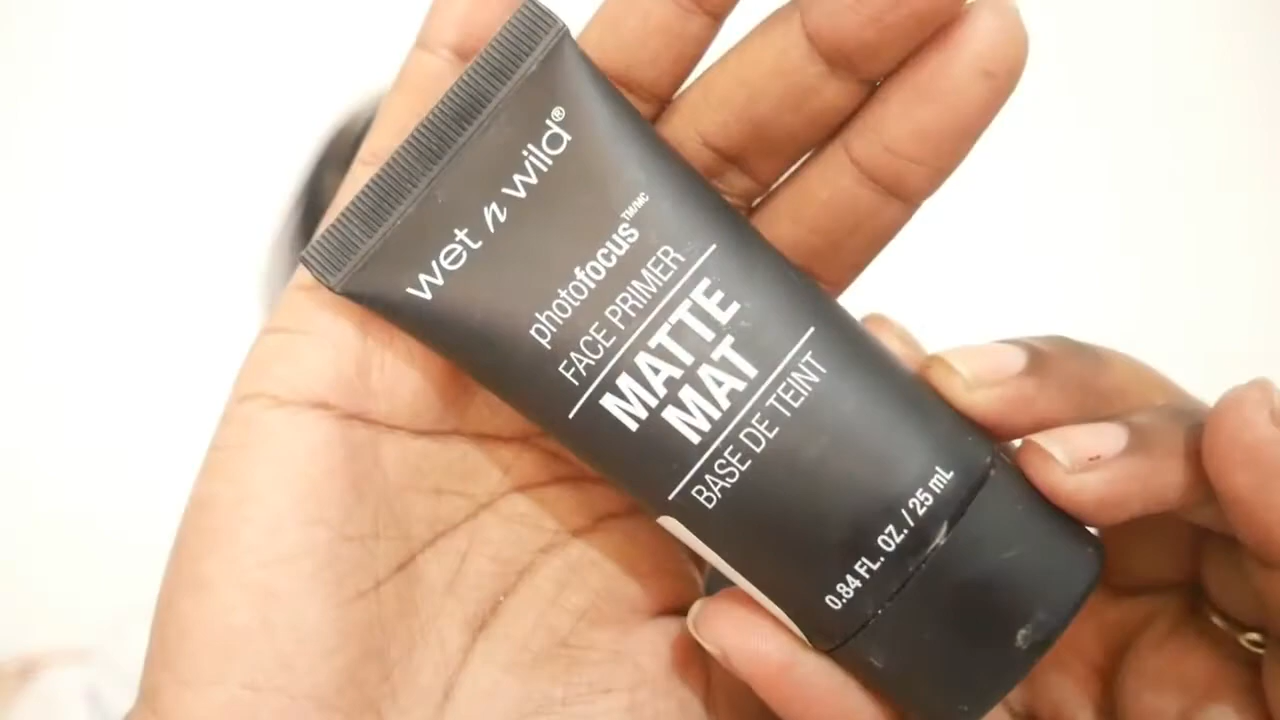 wet n wild®
photofocus™/MC
FACE PRIMER
MATTE
MAT
BASE DE TEINT
0.84 FL. OZ. / 25 mL